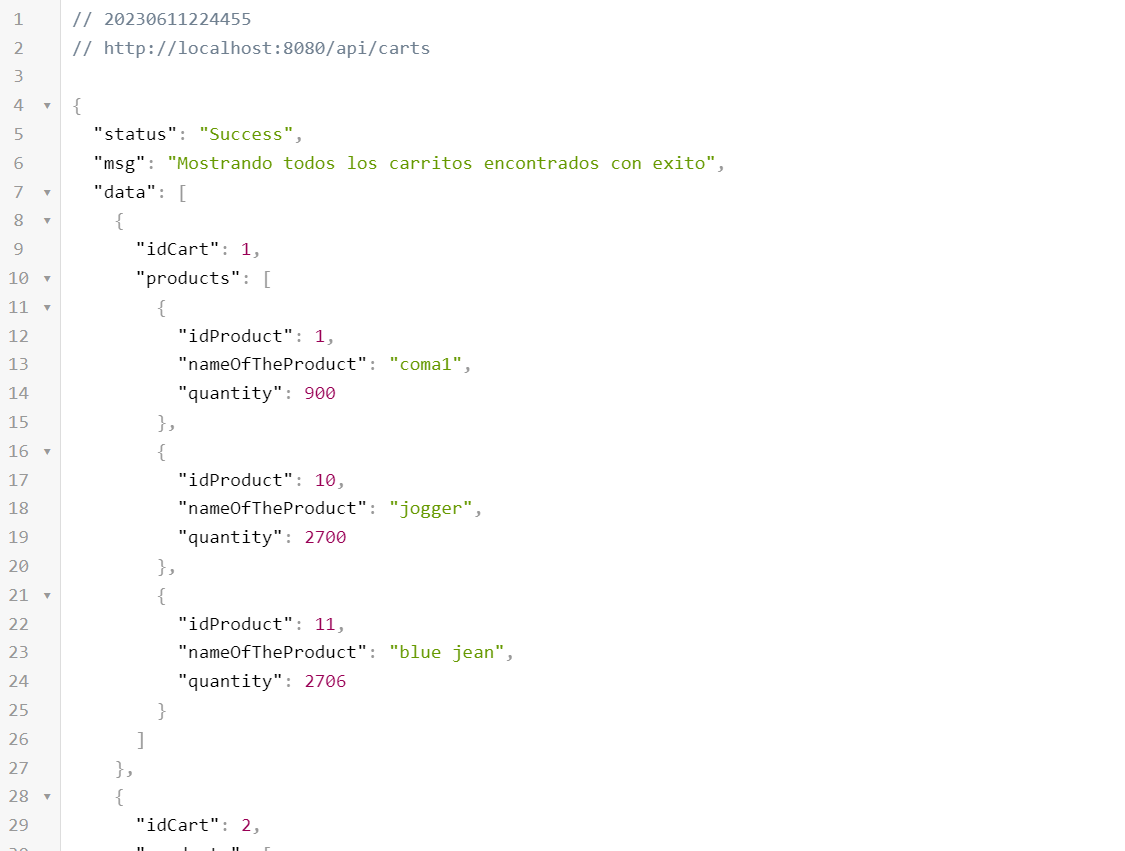 1 // 20230611224455
2 // http://localhost:8080/api/carts
3
4 {
5 "status": "Success",
6 "msg": "Mostrando todos los carritos encontrados con exito",
7 "data": [
8 {
9 "idCart": 1,
10 "products": [
11 {
12 "idProduct": 1,
13 "nameOfTheProduct": "coma1",
14 "quantity": 900
15 },
16 {
17 "idProduct": 10,
18 "nameOfTheProduct": "jogger",
19 "quantity": 2700
20 },
21 {
22 "idProduct": 11,
23 "nameOfTheProduct": "blue jean",
24 "quantity": 2706
25 }
26 ]
27 },
28 {
29 "idCart": 2,